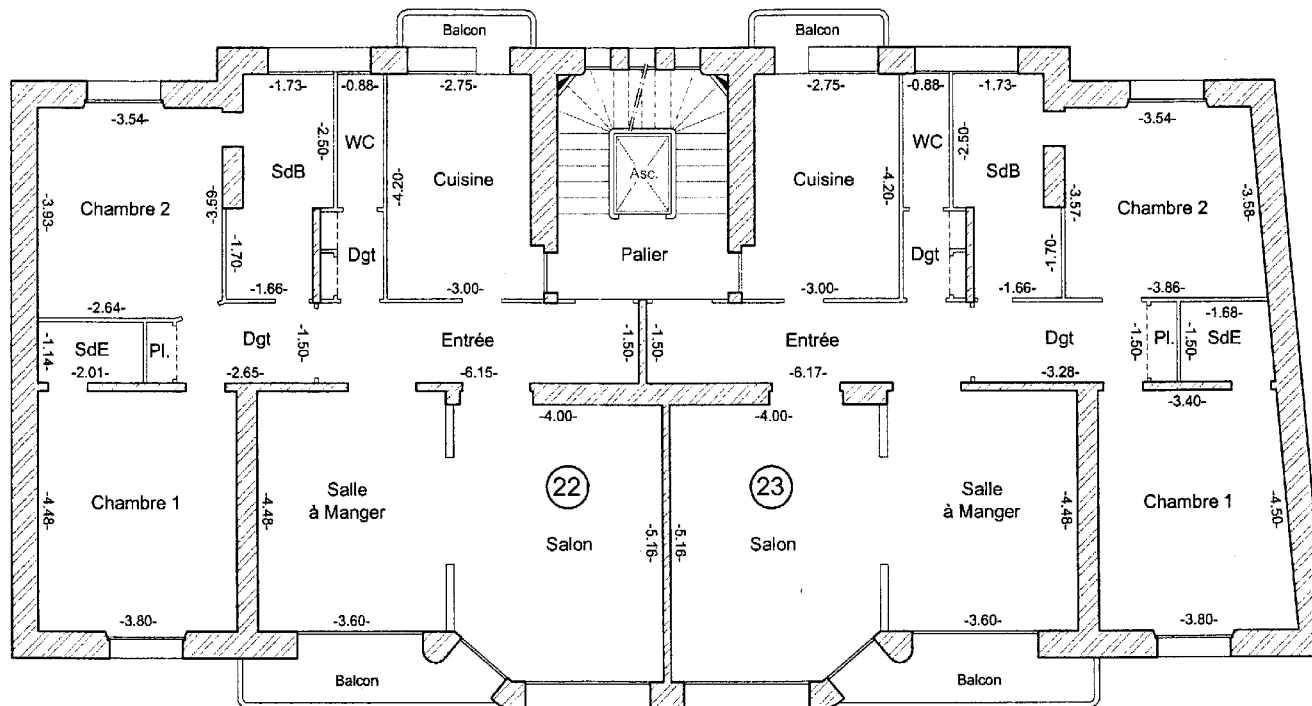 Balcon Balcon
-1.73- -0.88- -2.75- -2.75- -0.88- -1.73-
-3.54- -3.54-
-2.50- WC WC -2.50-
SdB Cuisine -4.20- Asc. Cuisine -4.20- SdB
-3.93- Chambre 2 -3.59- -3.57- Chambre 2 -3.58-
-1.70- Dgt Palier Dgt -1.70-
-1.66- -3.00- -3.00- -1.66- -3.86-
-2.64- -1.68-
-1.14- SdE Pl. Dgt -1.50- Entrée -1.50- -1.50- Entrée Dgt -1.50- Pl. -1.50- SdE
-2.01- -2.65- -6.15- -6.17- -3.28-
-4.00- -4.00- -3.40-
22 23
Chambre 1 Salle Salle Chambre 1
-4.48- -4.48- à Manger à Manger -4.48- -4.50-
Salon -5.16- -5.16- Salon
-3.80- -3.60- -3.60- -3.80-
Balcon Balcon